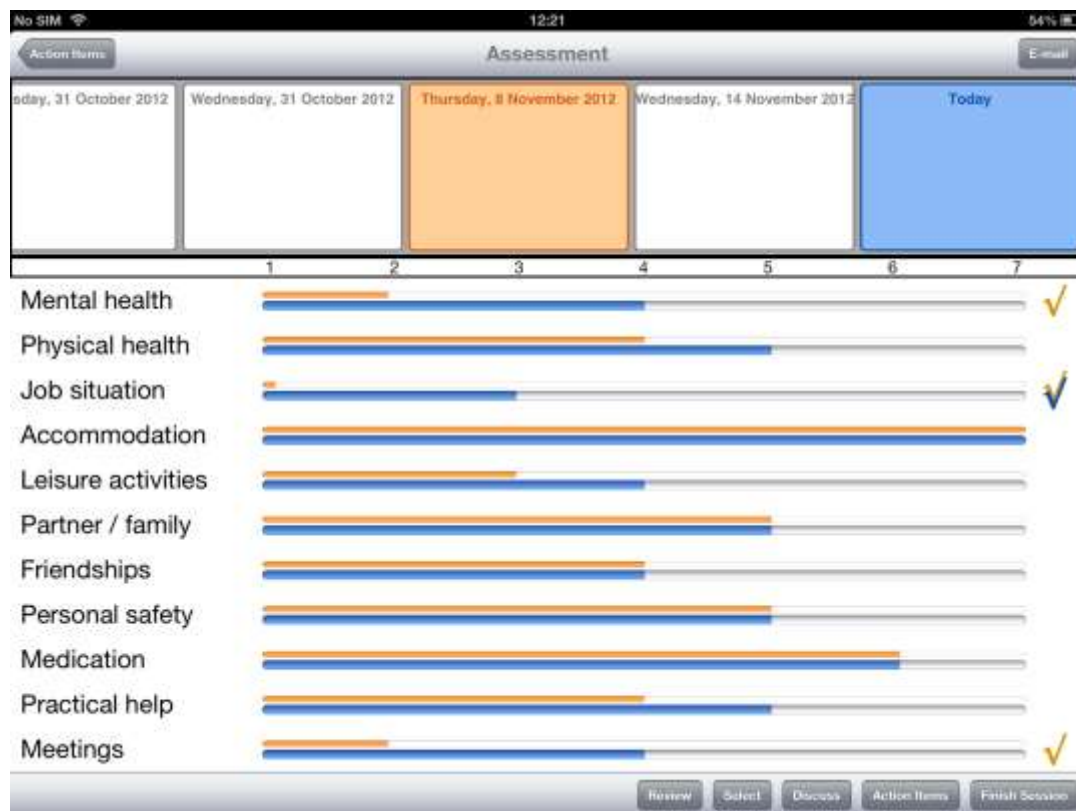 No SIM 12:21 54%
Action Items Assessment E-mail
sday, 31 October 2012 Wednesday, 31 October 2012 Thursday, 8 November 2012 Wednesday, 14 November 2012 Today
1 2 3 4 5 6 7
Mental health
Physical health
Job situation
Accommodation
Leisure activities
Partner / family
Friendships
Personal safety
Medication
Practical help
Meetings
Review Select Discuss Action Items Finish Session